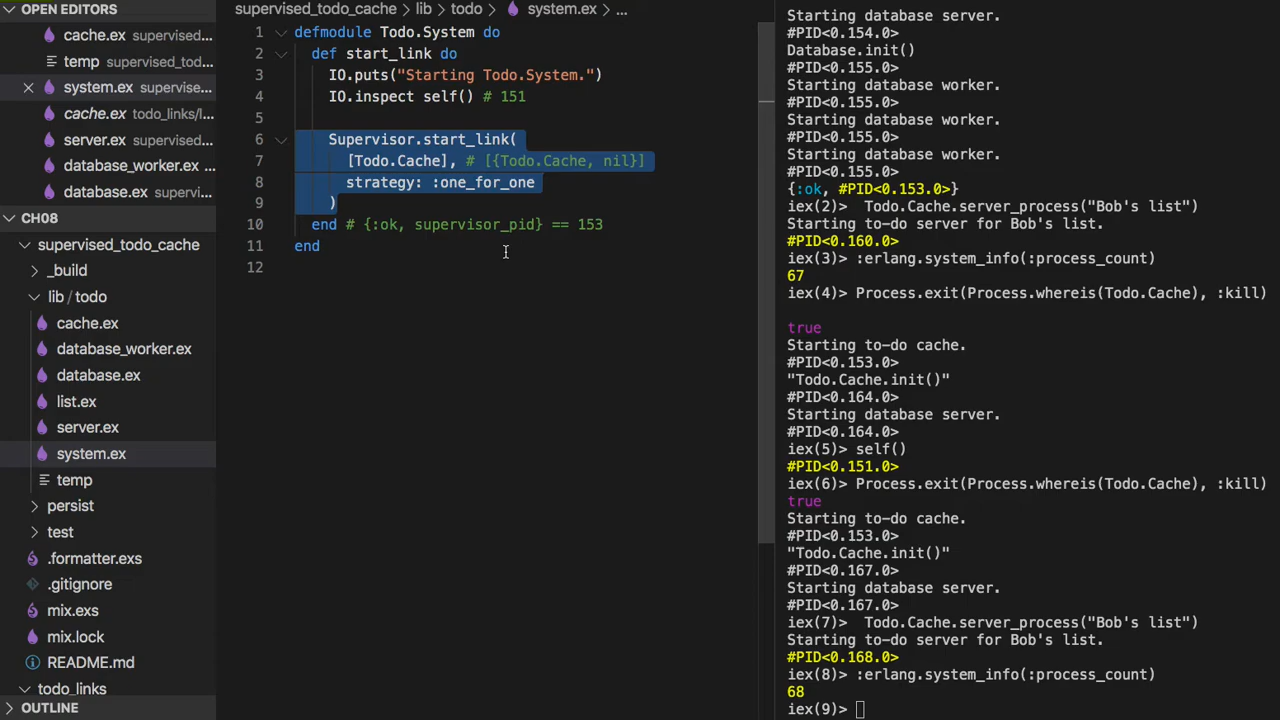 OPEN EDITORS
cache.ex supervised...
temp supervised_tod...
system.ex supervise...
cache.ex todo_links/l...
server.ex supervised...
database_worker.ex
database.ex supervi...
CH08
supervised_todo_cache
_build
lib / todo
cache.ex
database_worker.ex
database.ex
list.ex
server.ex
system.ex
temp
persist
test
.formatter.exs
.gitignore
mix.exs
mix.lock
README.md
todo_links
OUTLINE
supervised_todo_cache > lib > todo > system.ex > ...
1 defmodule Todo.System do
2 def start_link do
3 IO.puts("Starting Todo.System.")
4 IO.inspect self() # 151
5
6 Supervisor.start_link(
7 [Todo.Cache], # [{Todo.Cache, nil}]
8 strategy: :one_for_one
9 )
10 end # {:ok, supervisor_pid} == 153
11 end
12
Starting database server.
#PID<0.154.0>
Database.init()
#PID<0.155.0>
Starting database worker.
#PID<0.155.0>
Starting database worker.
#PID<0.155.0>
Starting database worker.
#PID<0.155.0>
{:ok, #PID<0.153.0>}
iex(2)>  Todo.Cache.server_process("Bob's list")
Starting to-do server for Bob's list.
#PID<0.160.0>
iex(3)> :erlang.system_info(:process_count)
67
iex(4)> Process.exit(Process.whereis(Todo.Cache), :kill)
true
Starting to-do cache.
#PID<0.153.0>
"Todo.Cache.init()"
#PID<0.164.0>
Starting database server.
#PID<0.164.0>
iex(5)> self()
#PID<0.151.0>
iex(6)> Process.exit(Process.whereis(Todo.Cache), :kill)
true
Starting to-do cache.
#PID<0.153.0>
"Todo.Cache.init()"
#PID<0.167.0>
Starting database server.
#PID<0.167.0>
iex(7)>  Todo.Cache.server_process("Bob's list")
Starting to-do server for Bob's list.
#PID<0.168.0>
iex(8)> :erlang.system_info(:process_count)
68
iex(9)>